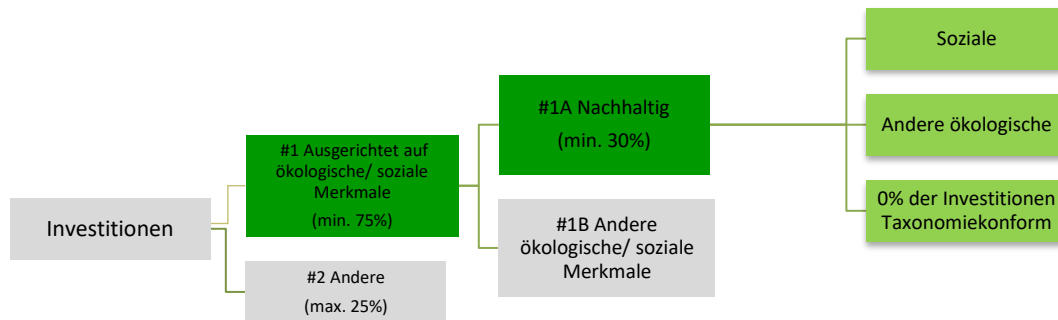 Investitionen
#1 Ausgerichtet auf
ökologische/ soziale
Merkmale
(min. 75%)
#2 Andere
(max. 25%)
#1A Nachhaltig
(min. 30%)
#1B Andere
ökologische/ soziale
Merkmale
Soziale
Andere ökologische
0% der Investitionen
Taxonomiekonform